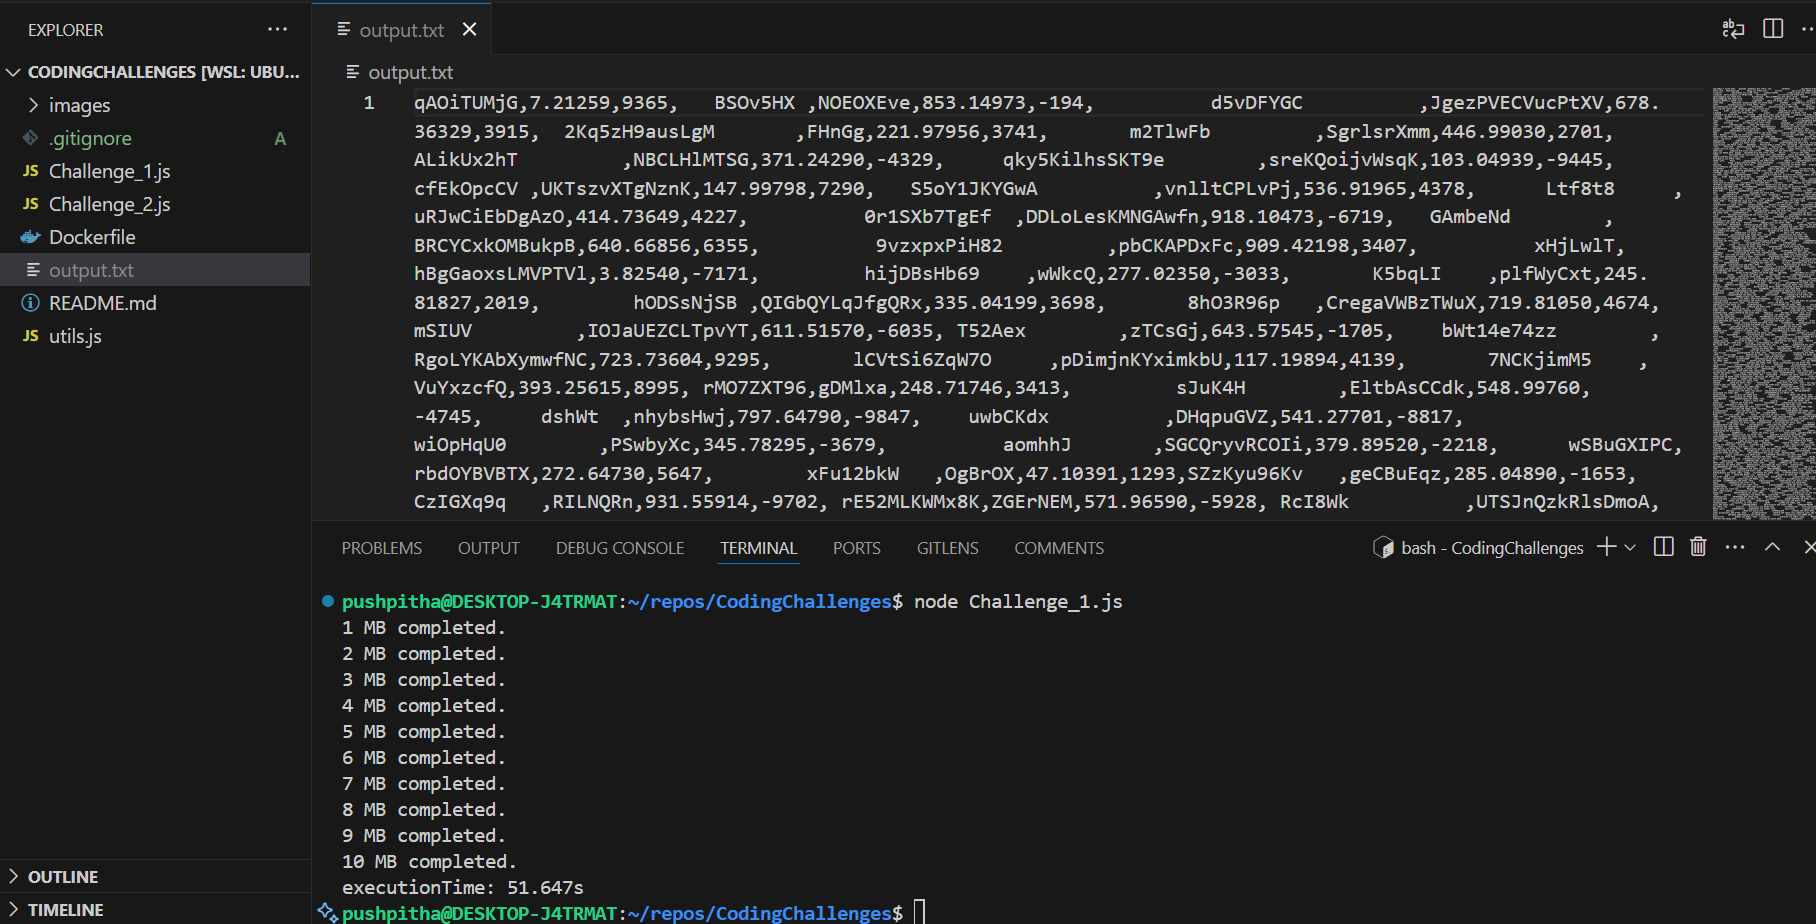 EXPLORER
CODINGCHALLENGES [WSL: UBU...
images
.gitignore A
JS Challenge_1.js
JS Challenge_2.js
Dockerfile
output.txt
README.md
JS utils.js
OUTLINE
TIMELINE
output.txt
output.txt
1 qAOiTUMjG,7.21259,9365, BSOv5HX ,NOEOXEve,853.14973,-194, d5vDFYGC ,JgezPVECVucPtXV,678.
36329,3915, 2Kq5zH9ausLgM ,FHnGg,221.97956,3741, m2TlwFb ,SgrlsrXmm,446.99030,2701,
ALikUx2hT ,NBCLHlMTSG,371.24290,-4329, qky5KilhsSKT9e ,sreKQoijvWsqK,103.04939,-9445,
cfEkOpcCV ,UKTszvXTgNznK,147.99798,7290, S5oY1JKYGwA ,vnlltCPLvPj,536.91965,4378, Ltf8t8 ,
uRJwCiEbDgAzO,414.73649,4227, 0r1SXb7TgEf ,DDLoLesKMNGAwfn,918.10473,-6719, GAmbeNd ,
BRCYCxkOMBukpB,640.66856,6355, 9vzxpxPiH82 ,pbCKAPDxFc,909.42198,3407, xHjLwlT,
hBgGaoxsLMVPTVl,3.82540,-7171, hijDBsHb69 ,wWkcQ,277.02350,-3033, K5bqLI ,plfWyCxt,245.
81827,2019, hODSsNjSB ,QIGbQYLqJfgQRx,335.04199,3698, 8hO3R96p ,CregaVWBzTWuX,719.81050,4674,
mSIUV ,IOJaUEZCLTpvYT,611.51570,-6035, T52Aex ,zTCsGj,643.57545,-1705, bWt14e74zz ,
RgoLYKAbXymwfNC,723.73604,9295, lCVtSi6ZqW7O ,pDimjnKYximkbU,117.19894,4139, 7NCKjimM5 ,
VuYxzcfQ,393.25615,8995, rMO7ZXT96,gDMlxa,248.71746,3413, sJuK4H ,EltbAsCCdk,548.99760,
-4745, dshWt ,nhybsHwj,797.64790,-9847, uwbCKdx ,DHqpuGVZ,541.27701,-8817,
wiOpHqU0 ,PSwbyXc,345.78295,-3679, aomhhJ ,SGCQryvRCOIi,379.89520,-2218, wSBuGXIPC,
rbdOYBVBTX,272.64730,5647, xFu12bkW ,OgBrOX,47.10391,1293,SZzKyu96Kv ,geCBuEqz,285.04890,-1653,
CzIGXq9q ,RILNQRn,931.55914,-9702, rE52MLKWMx8K,ZGErNEM,571.96590,-5928, RcI8Wk ,UTSJnQzkRlsDmoA,
PROBLEMS OUTPUT DEBUG CONSOLE TERMINAL PORTS GITLENS COMMENTS bash - CodingChallenges
pushpitha@DESKTOP-J4TRMAT:~/repos/CodingChallenges$ node Challenge_1.js
1 MB completed.
2 MB completed.
3 MB completed.
4 MB completed.
5 MB completed.
6 MB completed.
7 MB completed.
8 MB completed.
9 MB completed.
10 MB completed.
executionTime: 51.647s
pushpitha@DESKTOP-J4TRMAT:~/repos/CodingChallenges$